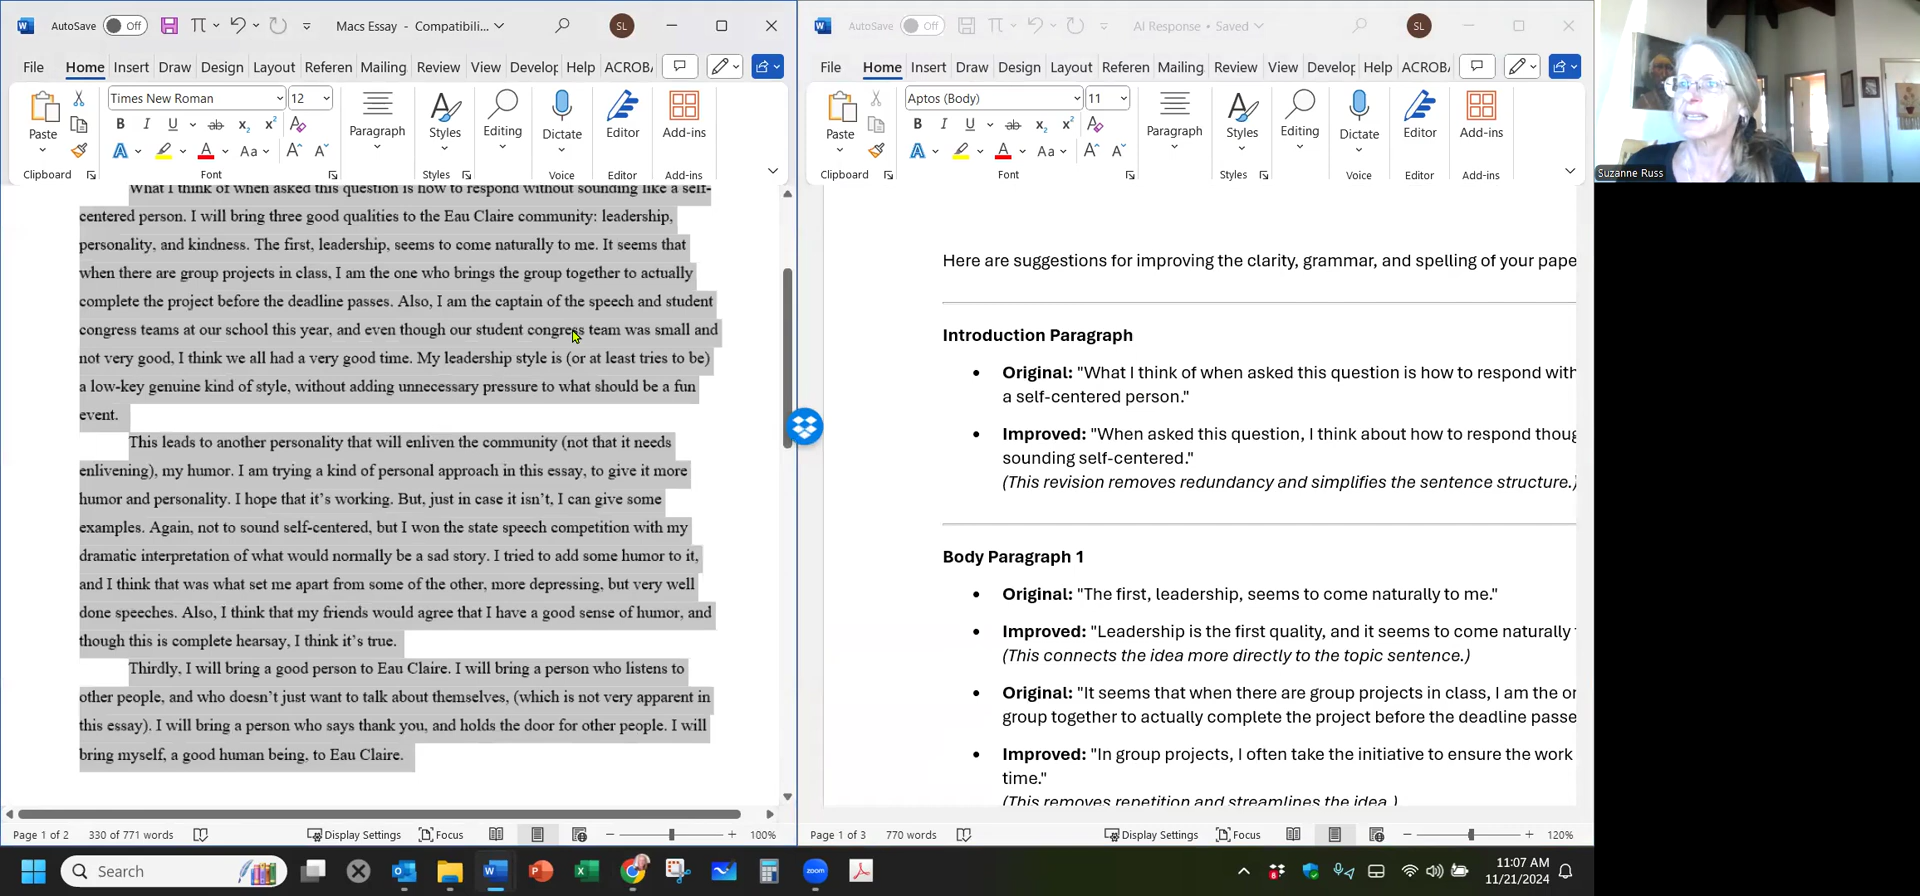 AutoSave Off Macs Essay - Compatibili... SL
File Home Insert Draw Design Layout Referen Mailing Review View Develop Help ACROBA
Times New Roman 12
Paste Paragraph Styles Editing Dictate Editor Add-ins
B I U ab x₂ x² A
A A Aa A A
Clipboard Font Styles Voice Editor Add-ins
What I think of when asked this question is how to respond without sounding like a self-
centered person. I will bring three good qualities to the Eau Claire community: leadership,
personality, and kindness. The first, leadership, seems to come naturally to me. It seems that
when there are group projects in class, I am the one who brings the group together to actually
complete the project before the deadline passes. Also, I am the captain of the speech and student
congress teams at our school this year, and even though our student congress team was small and
not very good, I think we all had a very good time. My leadership style is (or at least tries to be)
a low-key genuine kind of style, without adding unnecessary pressure to what should be a fun
event.
This leads to another personality that will enliven the community (not that it needs
enlivening), my humor. I am trying a kind of personal approach in this essay, to give it more
humor and personality. I hope that it's working. But, just in case it isn't, I can give some
examples. Again, not to sound self-centered, but I won the state speech competition with my
dramatic interpretation of what would normally be a sad story. I tried to add some humor to it,
and I think that was what set me apart from some of the other, more depressing, but very well
done speeches. Also, I think that my friends would agree that I have a good sense of humor, and
though this is complete hearsay, I think it's true.
Thirdly, I will bring a good person to Eau Claire. I will bring a person who listens to
other people, and who doesn't just want to talk about themselves, (which is not very apparent in
this essay). I will bring a person who says thank you, and holds the door for other people. I will
bring myself, a good human being, to Eau Claire.
Page 1 of 2 330 of 771 words Display Settings Focus 100%
AutoSave Off AI Response • Saved SL
File Home Insert Draw Design Layout Referen Mailing Review View Develop Help ACROBA
Aptos (Body) 11
Paste Paragraph Styles Editing Dictate Editor Add-ins
B I U ab x₂ x² A
A A Aa A A
Clipboard Font Styles Voice Editor Add-ins
Here are suggestions for improving the clarity, grammar, and spelling of your pape
Introduction Paragraph
• Original: "What I think of when asked this question is how to respond with
a self-centered person."
• Improved: "When asked this question, I think about how to respond thoug
sounding self-centered."
(This revision removes redundancy and simplifies the sentence structure.)
Body Paragraph 1
• Original: "The first, leadership, seems to come naturally to me."
• Improved: "Leadership is the first quality, and it seems to come naturally
(This connects the idea more directly to the topic sentence.)
• Original: "It seems that when there are group projects in class, I am the or
group together to actually complete the project before the deadline passe
• Improved: "In group projects, I often take the initiative to ensure the work
time."
(This removes repetition and streamlines the idea.)
Page 1 of 3 770 words Display Settings Focus 120%
Suzanne Russ
Search zoom 11:07 AM
11/21/2024